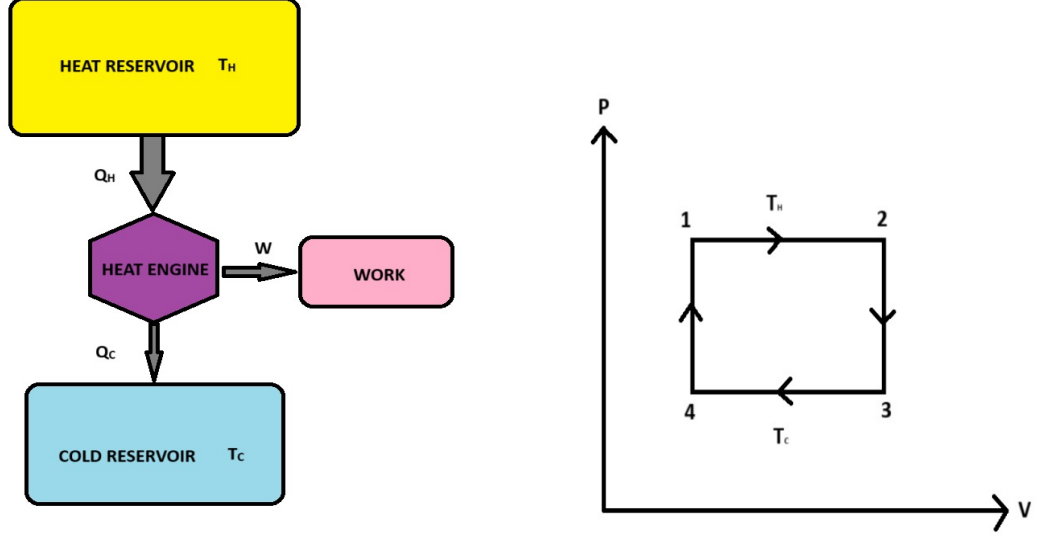 HEAT RESERVOIR TH
QH
HEAT ENGINE
W
WORK
QC
COLD RESERVOIR TC
P
1
TH
2
4
TC
3
V